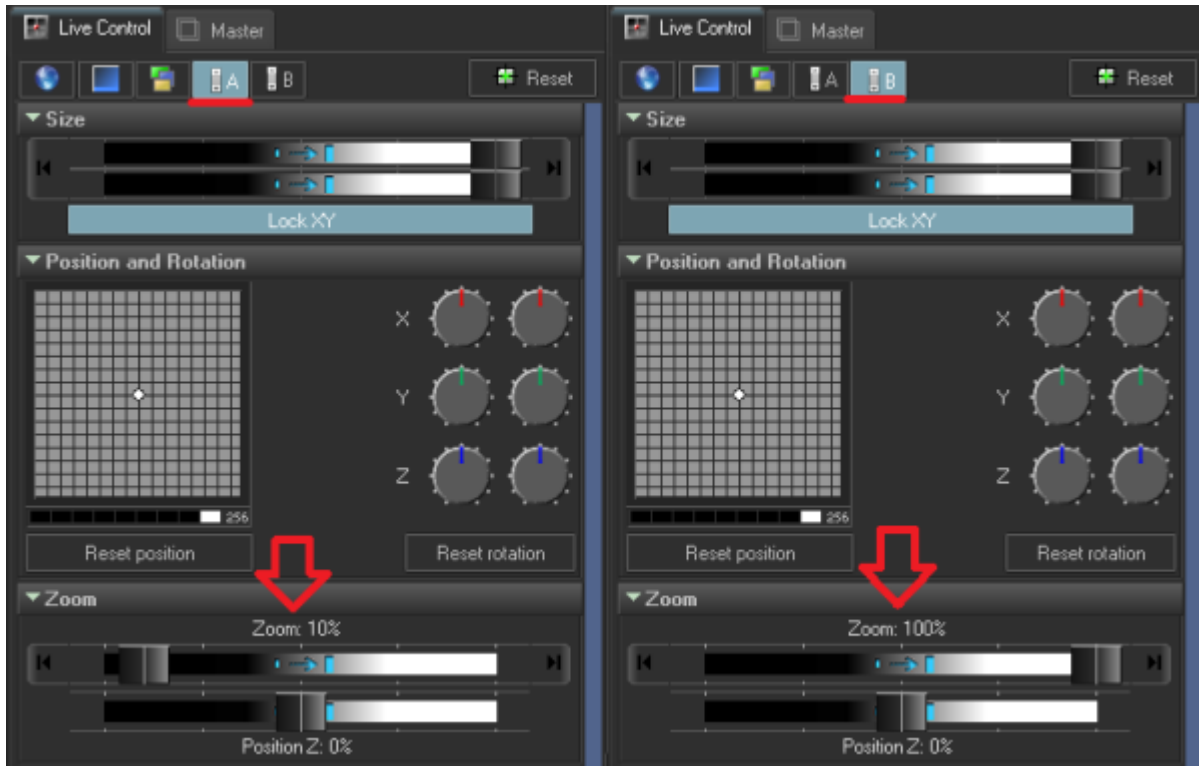 Live Control Master
A B Reset
Size
Lock XY
Position and Rotation
X
Y
Z
256
Reset position Reset rotation
Zoom
Zoom: 10%
Position Z: 0%
Live Control Master
A B Reset
Size
Lock XY
Position and Rotation
X
Y
Z
256
Reset position Reset rotation
Zoom
Zoom: 100%
Position Z: 0%